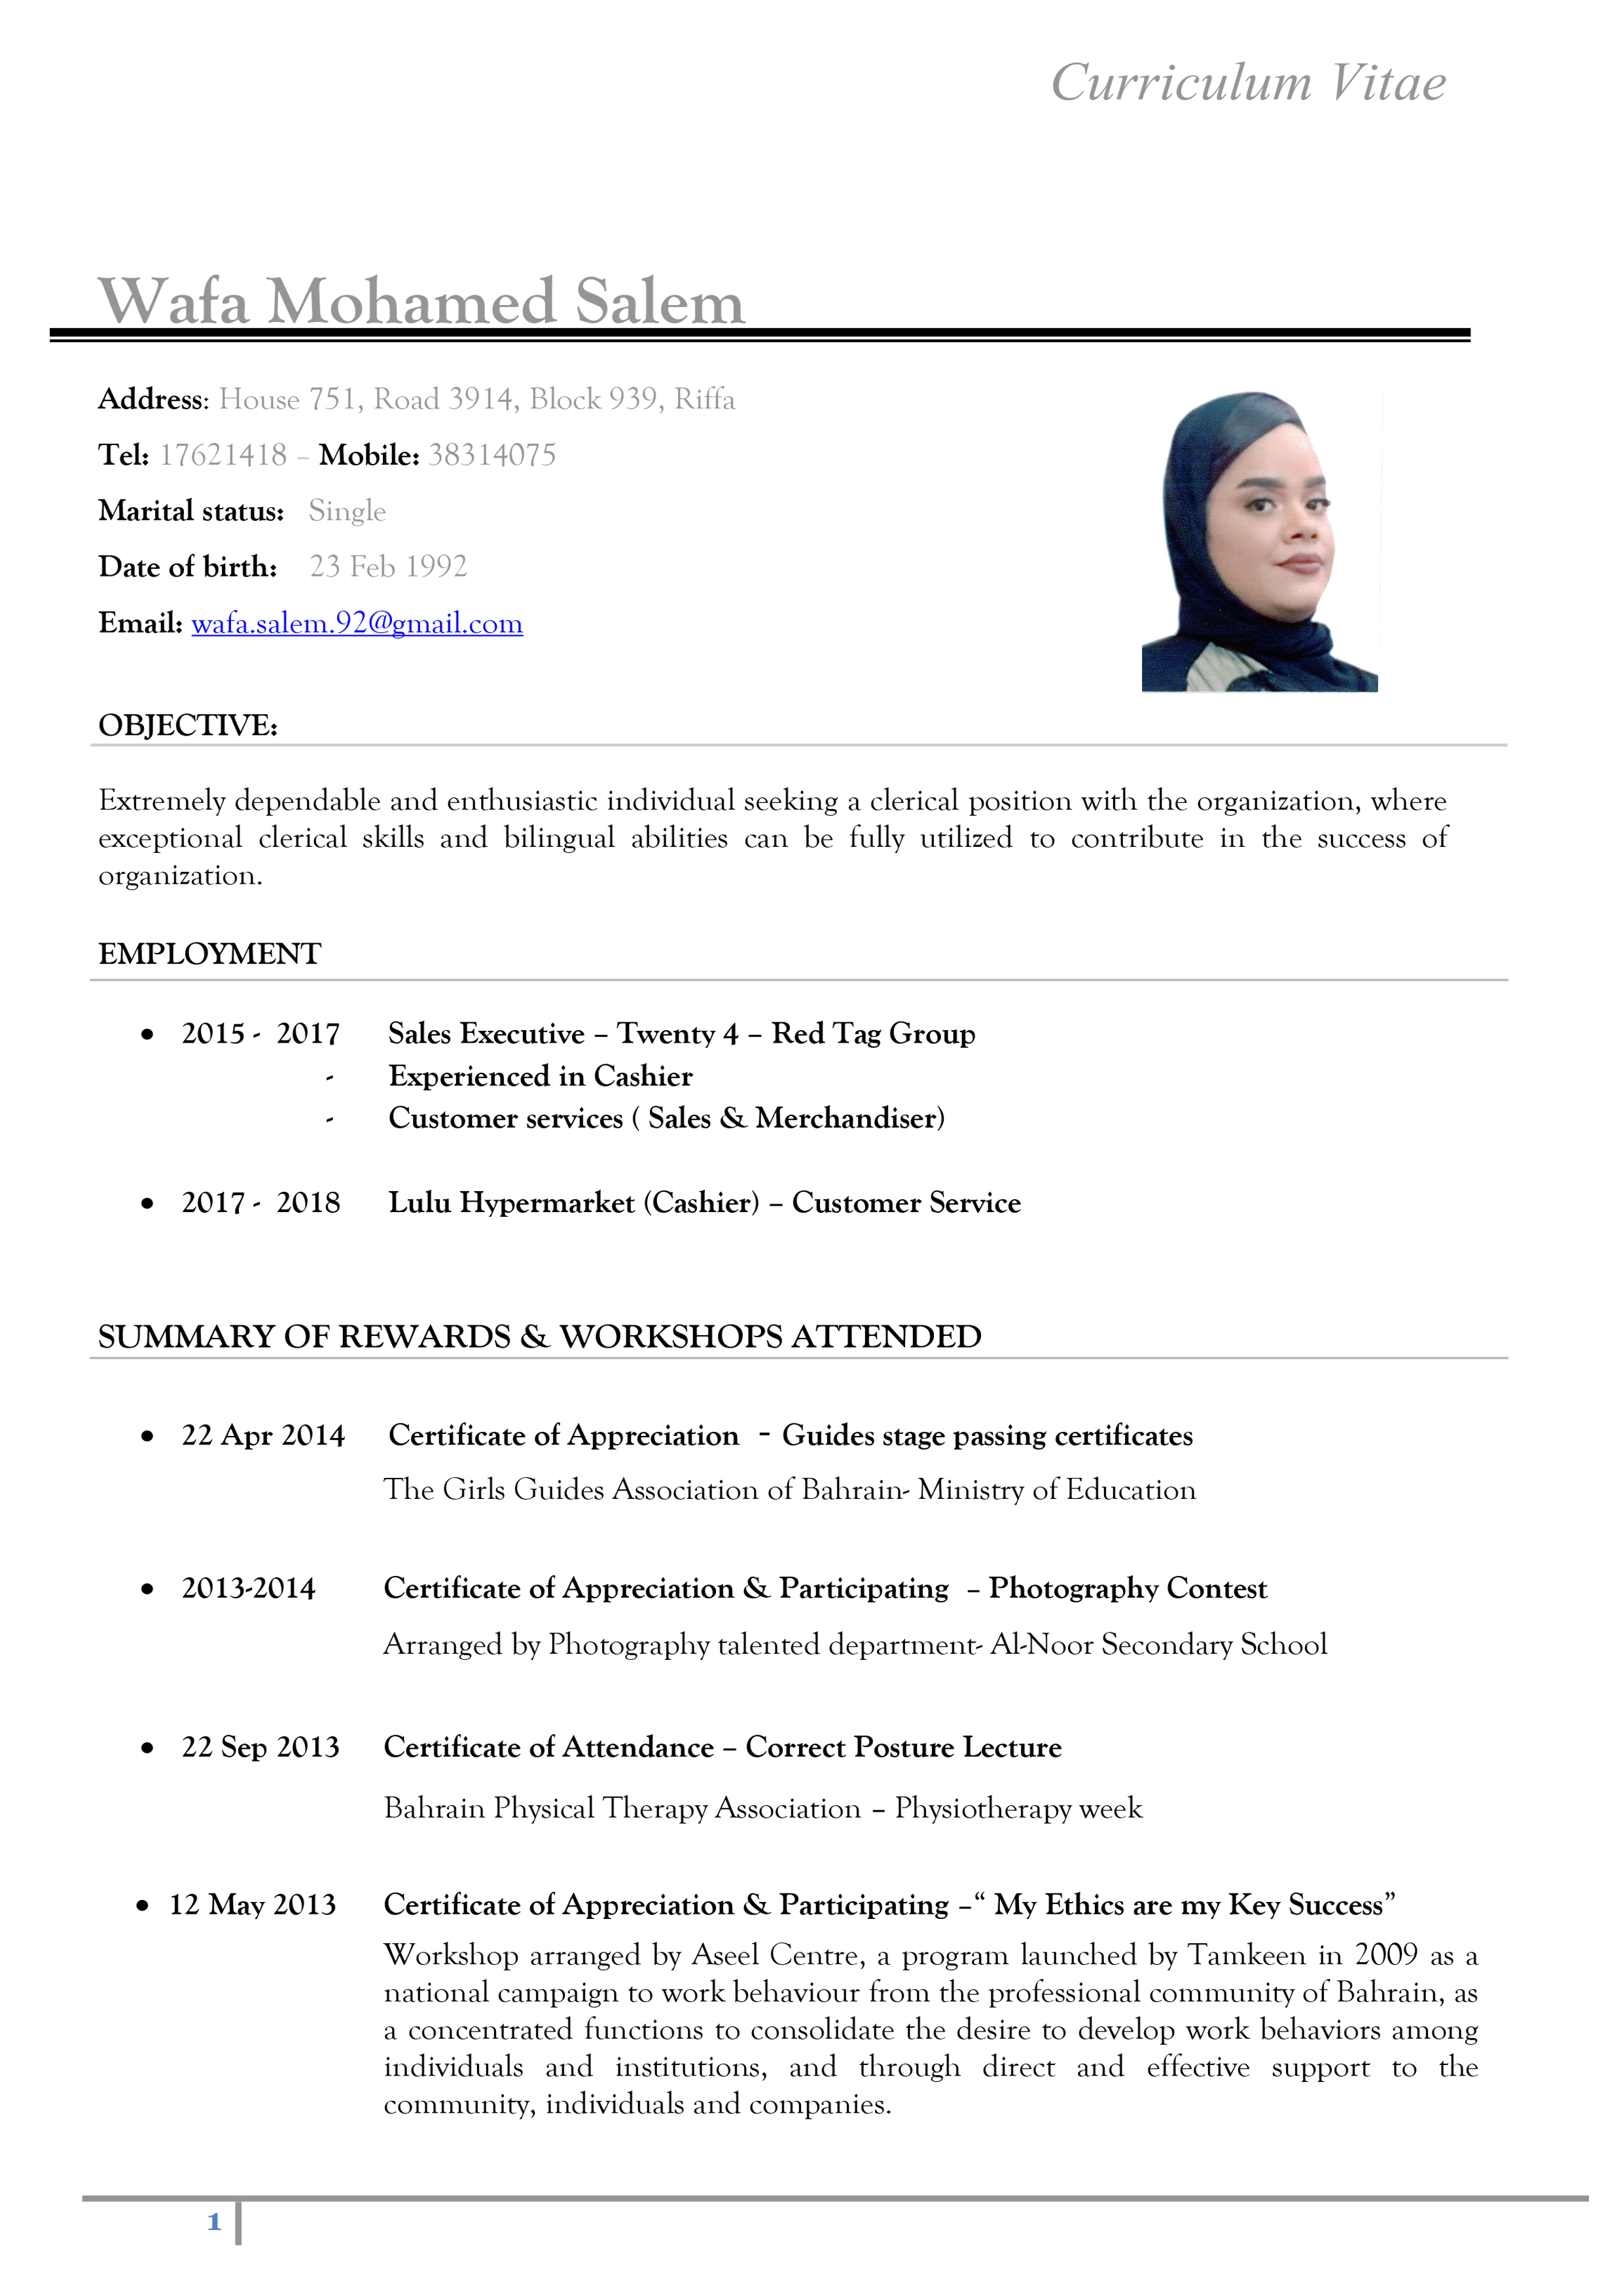 Curriculum Vitae
Wafa Mohamed Salem
Address: House 751, Road 3914, Block 939, Riffa
Tel: 17621418 – Mobile: 38314075
Marital status: Single
Date of birth: 23 Feb 1992
Email: wafa.salem.92@gmail.com
OBJECTIVE:
Extremely dependable and enthusiastic individual seeking a clerical position with the organization, where
exceptional clerical skills and bilingual abilities can be fully utilized to contribute in the success of
organization.
EMPLOYMENT
• 2015 - 2017 Sales Executive – Twenty 4 – Red Tag Group
- Experienced in Cashier
- Customer services ( Sales & Merchandiser)
• 2017 - 2018 Lulu Hypermarket (Cashier) – Customer Service
SUMMARY OF REWARDS & WORKSHOPS ATTENDED
• 22 Apr 2014 Certificate of Appreciation - Guides stage passing certificates
The Girls Guides Association of Bahrain- Ministry of Education
• 2013-2014 Certificate of Appreciation & Participating – Photography Contest
Arranged by Photography talented department- Al-Noor Secondary School
• 22 Sep 2013 Certificate of Attendance – Correct Posture Lecture
Bahrain Physical Therapy Association – Physiotherapy week
• 12 May 2013 Certificate of Appreciation & Participating –“ My Ethics are my Key Success”
Workshop arranged by Aseel Centre, a program launched by Tamkeen in 2009 as a
national campaign to work behaviour from the professional community of Bahrain, as
a concentrated functions to consolidate the desire to develop work behaviors among
individuals and institutions, and through direct and effective support to the
community, individuals and companies.
1